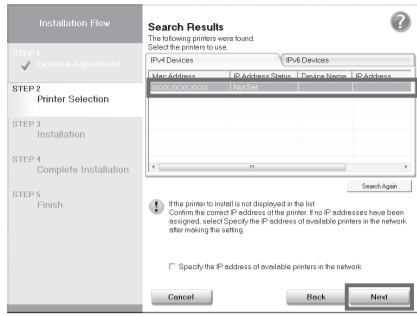 Installation Flow
STEP 1
License Agreement
STEP 2
Printer Selection
STEP 3
Installation
STEP 4
Complete Installation
STEP 5
Finish
Search Results
The following printers were found.
Select the printers to use.
IPv4 Devices
IPv6 Devices
Mac Address
IP Address Status
Device Name
IP Address
xx:xx:xx:xx:xx:xx
Not Set
Search Again
If the printer to install is not displayed in the list
Confirm the correct IP address of the printer. If no IP addresses have been
assigned, select Specify the IP address of available printers in the network
after making the setting.
Specify the IP address of available printers in the network
Cancel
Back
Next